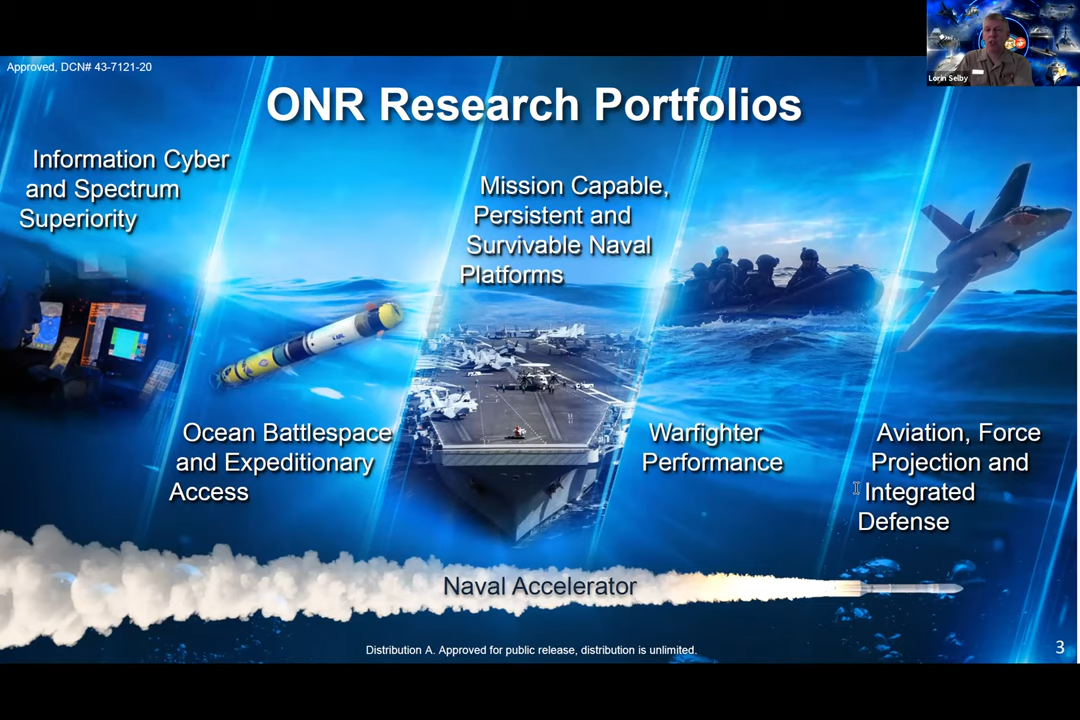 Approved, DCN# 43-7121-20
Lorin Selby
ONR Research Portfolios
Information Cyber
and Spectrum
Superiority
Mission Capable,
Persistent and
Survivable Naval
Platforms
Ocean Battlespace
and Expeditionary
Access
Warfighter
Performance
Aviation, Force
Projection and
Integrated
Defense
Naval Accelerator
Distribution A. Approved for public release, distribution is unlimited.
3